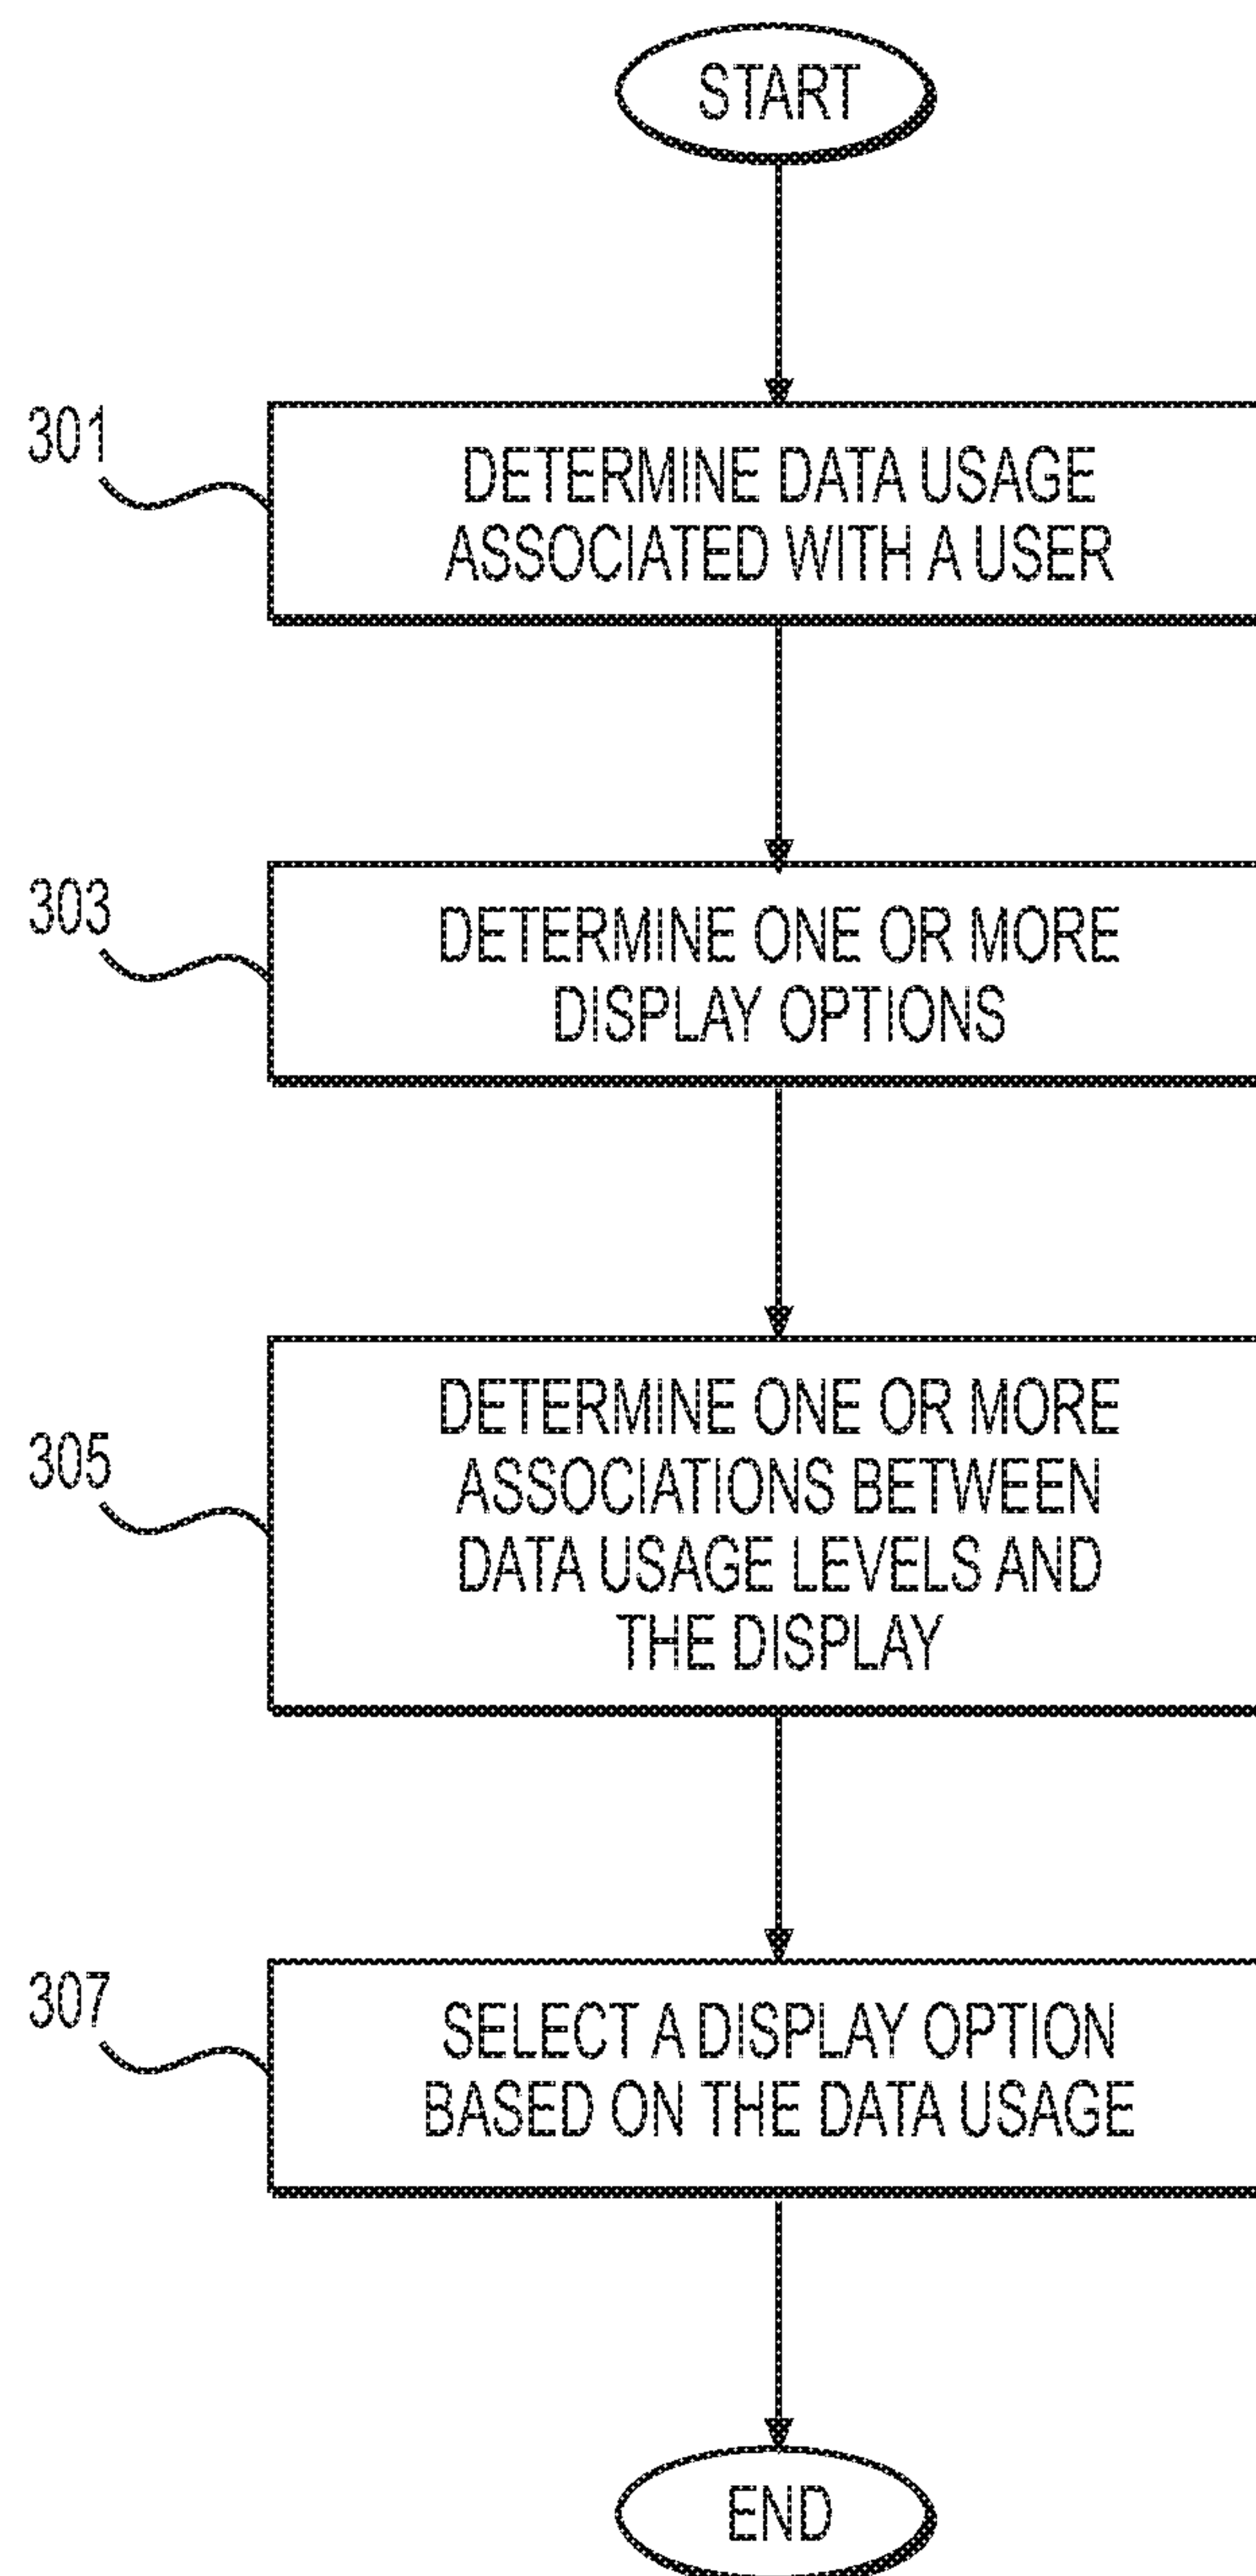 START
301
DETERMINE DATA USAGE
ASSOCIATED WITH A USER
303
DETERMINE ONE OR MORE
DISPLAY OPTIONS
305
DETERMINE ONE OR MORE
ASSOCIATIONS BETWEEN
DATA USAGE LEVELS AND
THE DISPLAY
307
SELECT A DISPLAY OPTION
BASED ON THE DATA USAGE
END